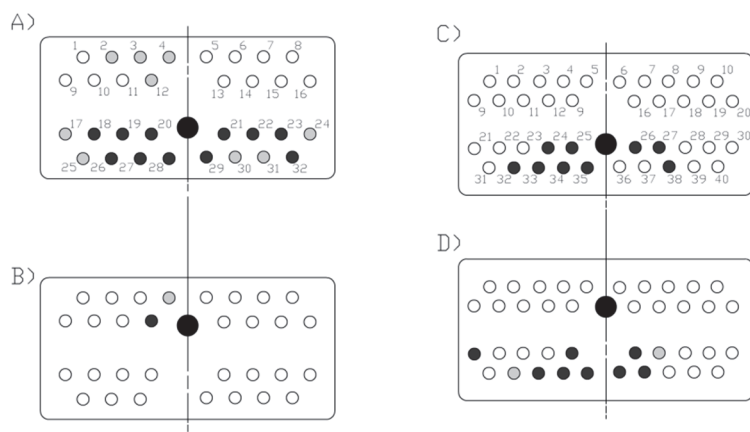 A)
1 2 3 4 5 6 7 8
9 10 11 12 13 14 15 16
17 18 19 20 21 22 23 24
25 26 27 28 29 30 31 32
B)
C)
1 2 3 4 5 6 7 8 9 10
9 10 11 12 9 16 17 18 19 20
21 22 23 24 25 26 27 28 29 30
31 32 33 34 35 36 37 38 39 40
D)